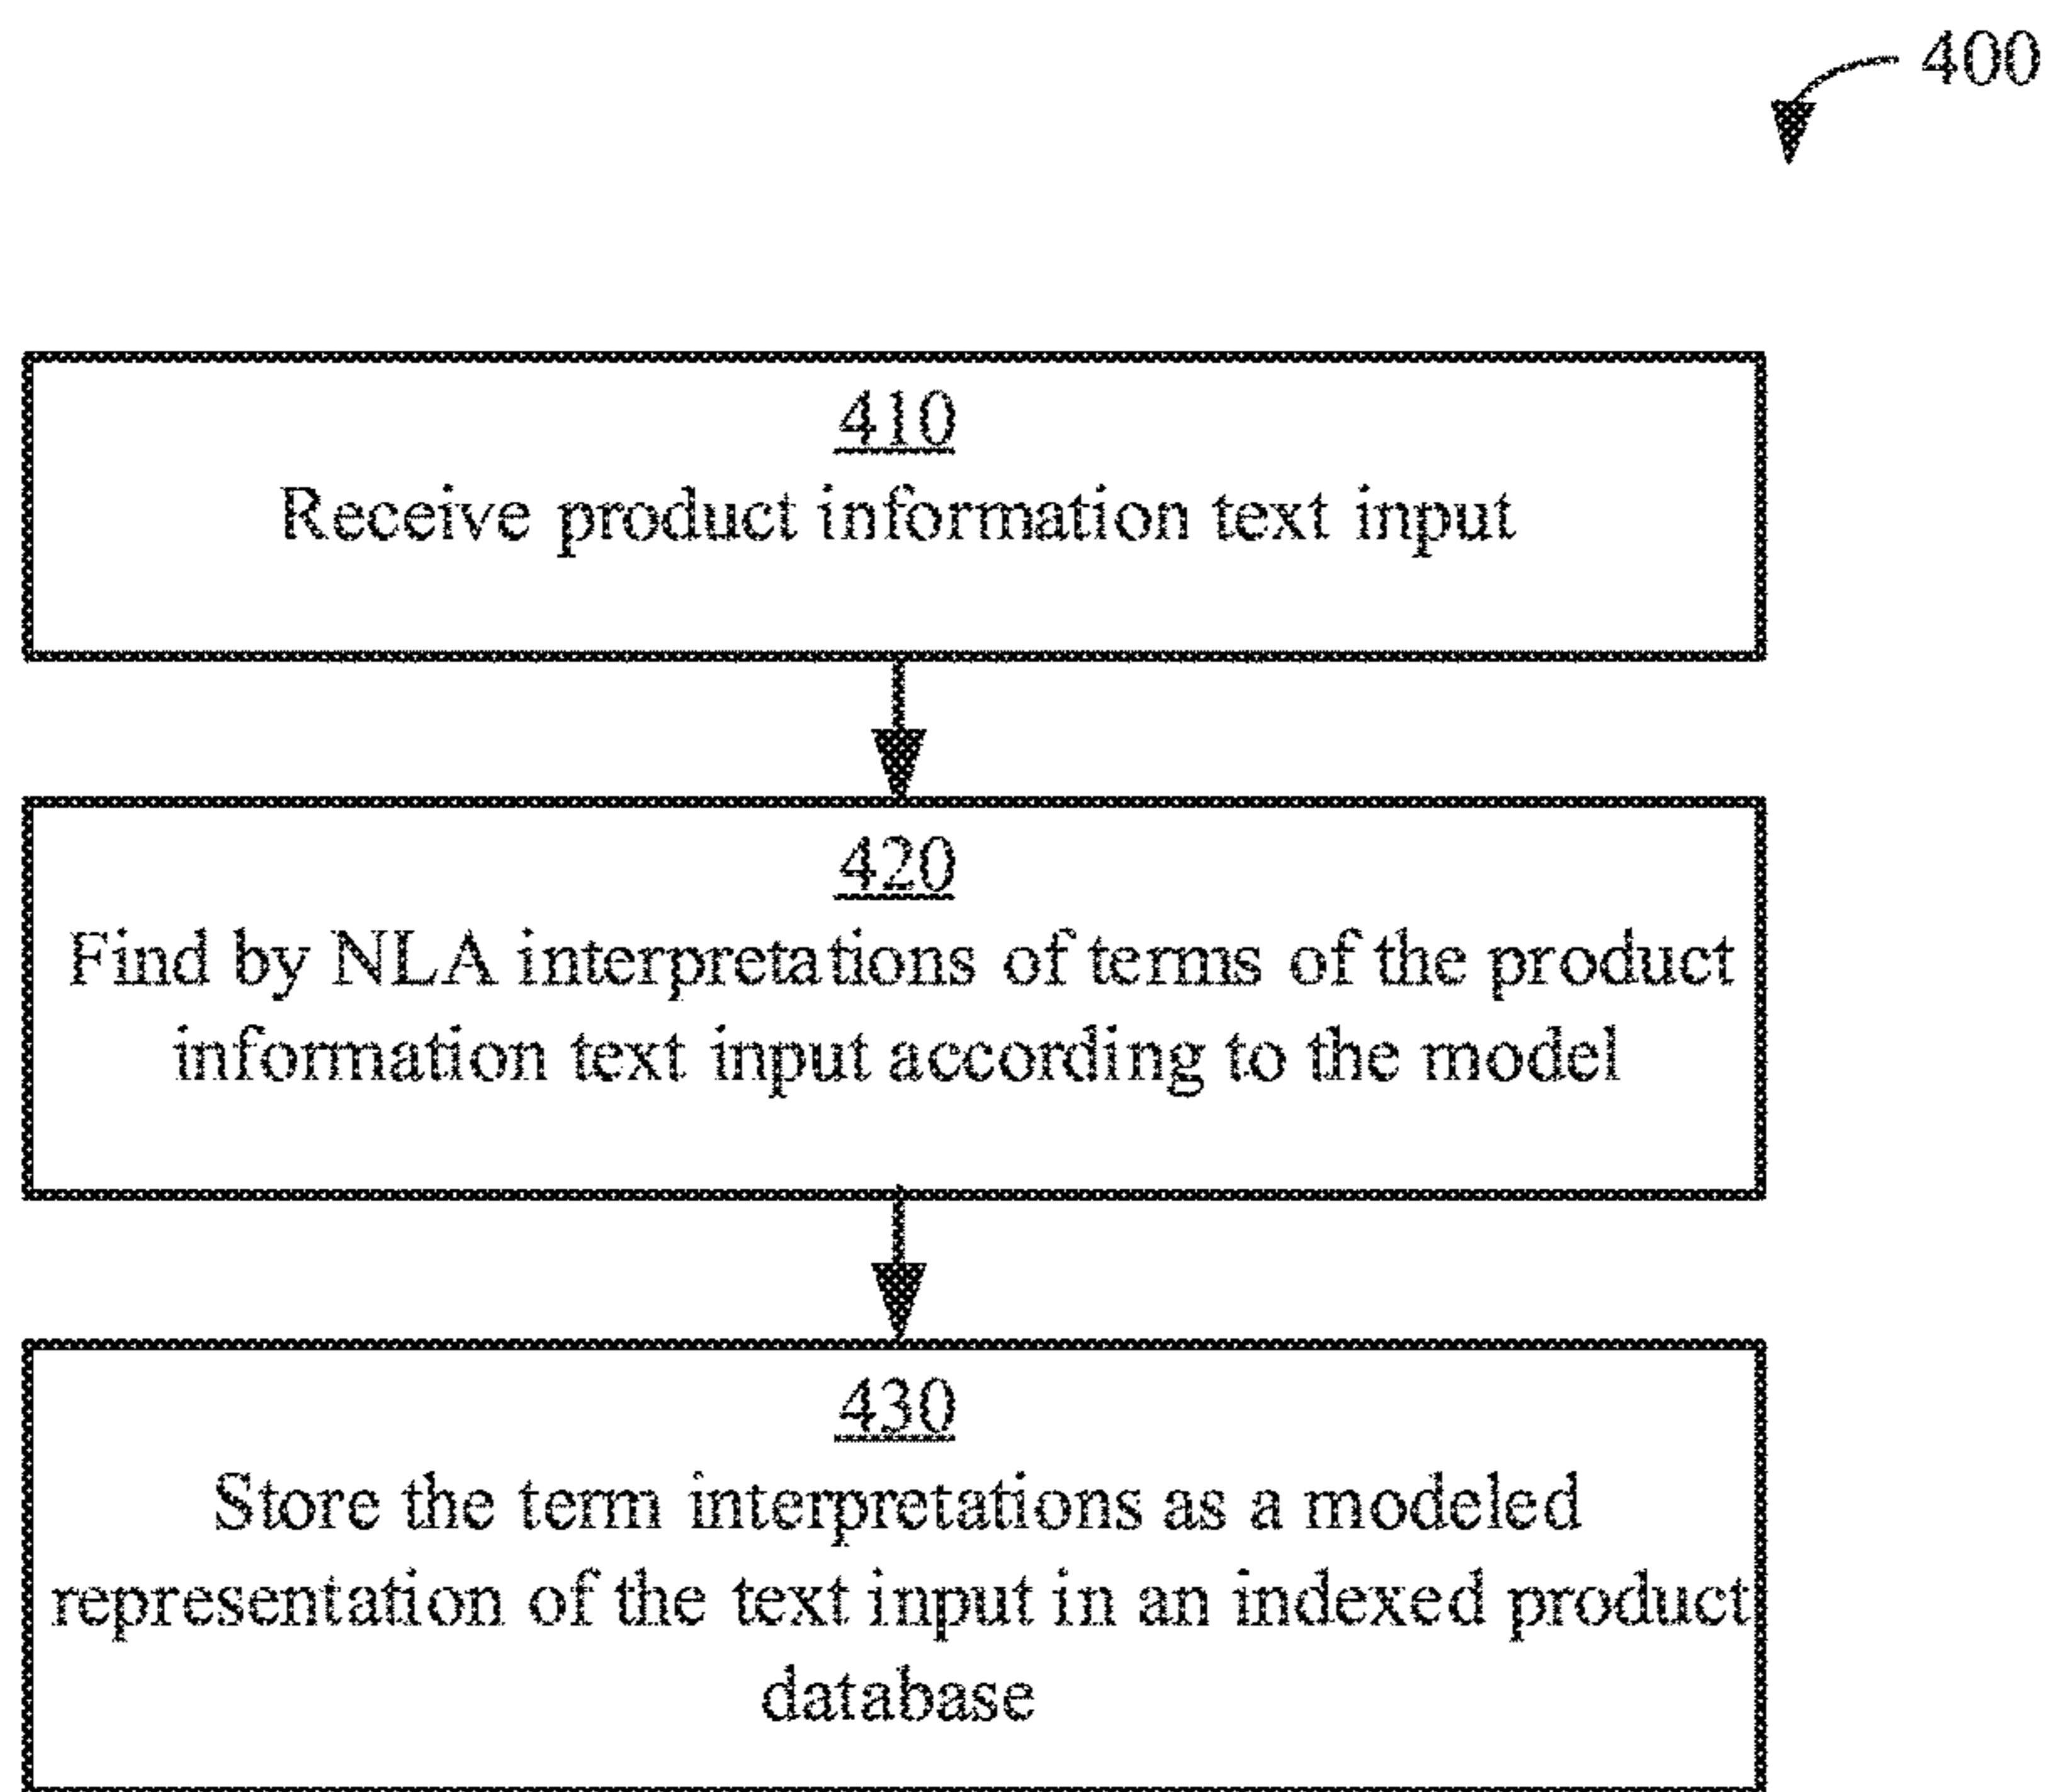 400
410
Receive product information text input
420
Find by NLA interpretations of terms of the product
information text input according to the model
430
Store the term interpretations as a modeled
representation of the text input in an indexed product
database